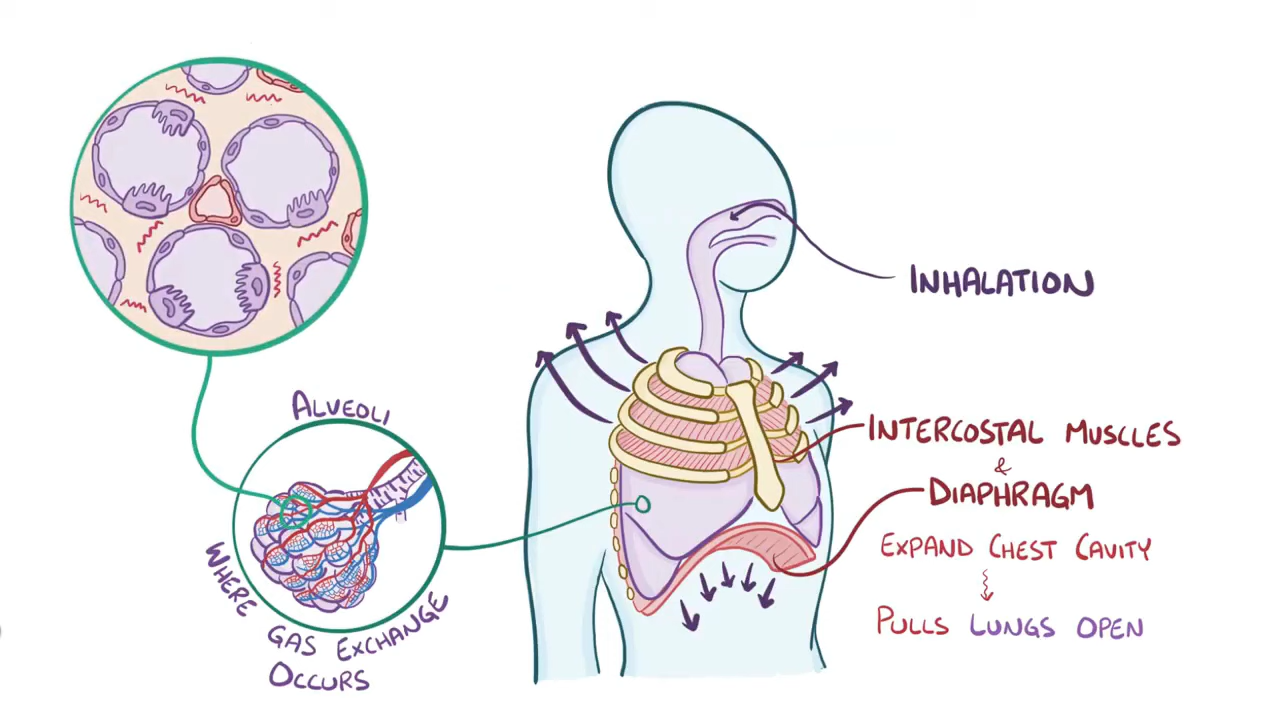 INHALATION
ALVEOLI
INTERCOSTAL MUSCLES
&
DIAPHRAGM
EXPAND CHEST CAVITY
PULLS LUNGS OPEN
WHERE
GAS EXCHANGE
OCCURS